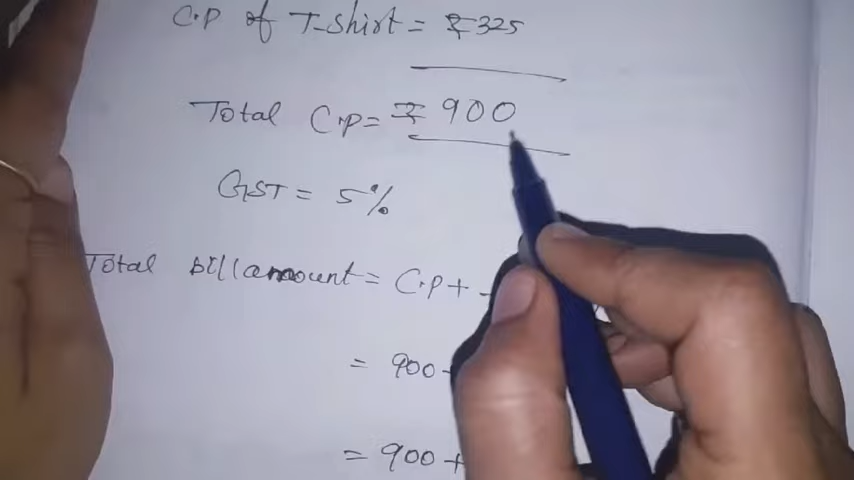 C.P of T-Shirt = ₹325
Total C.P = ₹ 900
GST = 5%
Total bill amount = C.P +
= 900
= 900 +